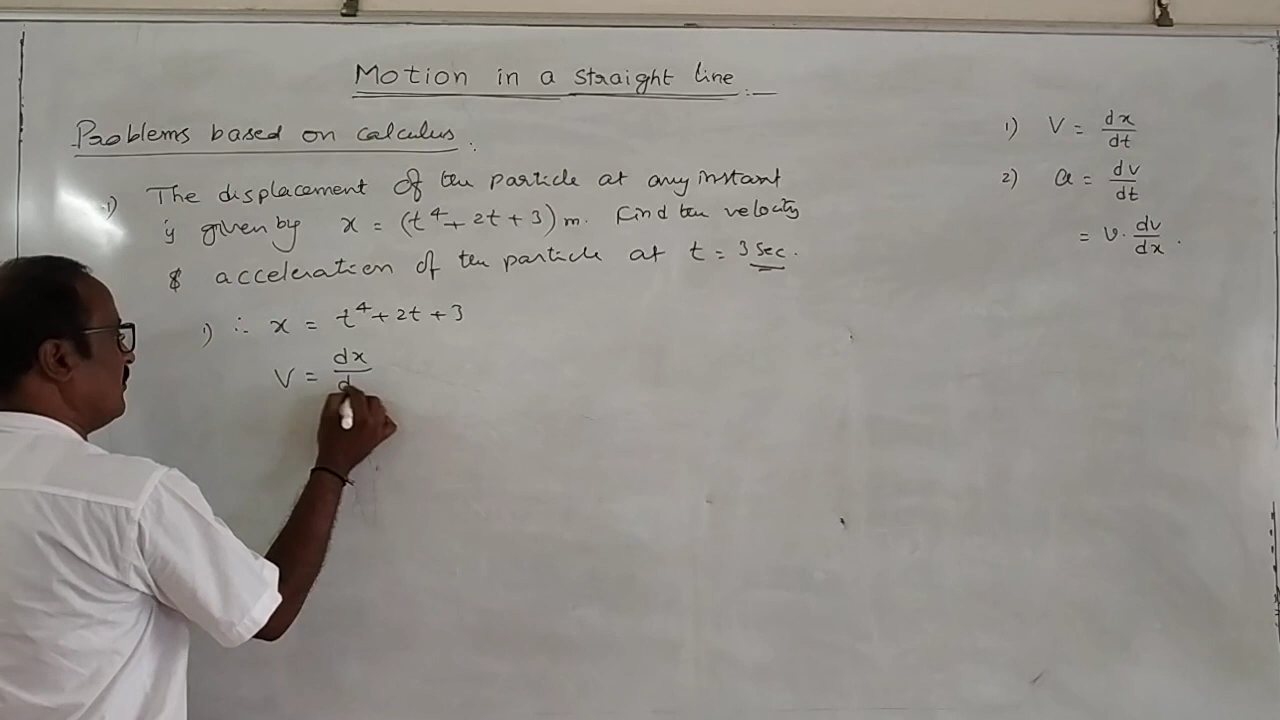 Motion in a straight line :—
Problems based on calculus :
1) The displacement of the particle at any instant
is given by x = (t⁴ + 2t + 3) m. Find the velocity
& acceleration of the particle at t = 3 sec.
1) ∴ x = t⁴ + 2t + 3
V = dx/d
1) V = dx/dt
2) a = dv/dt
= v. dv/dx .